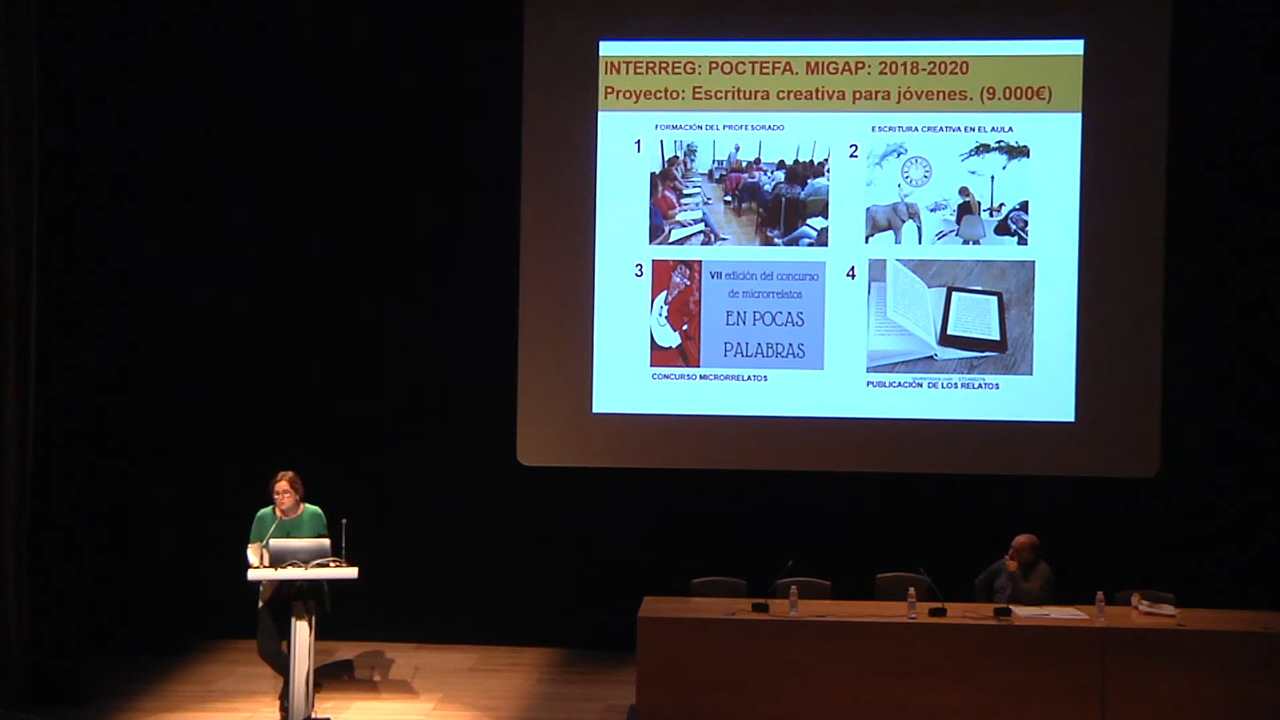 INTERREG: POCTEFA. MIGAP: 2018-2020
Proyecto: Escritura creativa para jóvenes. (9.000€)
FORMACIÓN DEL PROFESORADO
1
ESCRITURA CREATIVA EN EL AULA
2
3
VII edición del concurso
de microrrelatos
EN POCAS
PALABRAS
CONCURSO MICRORRELATOS
4
PUBLICACIÓN DE LOS RELATOS